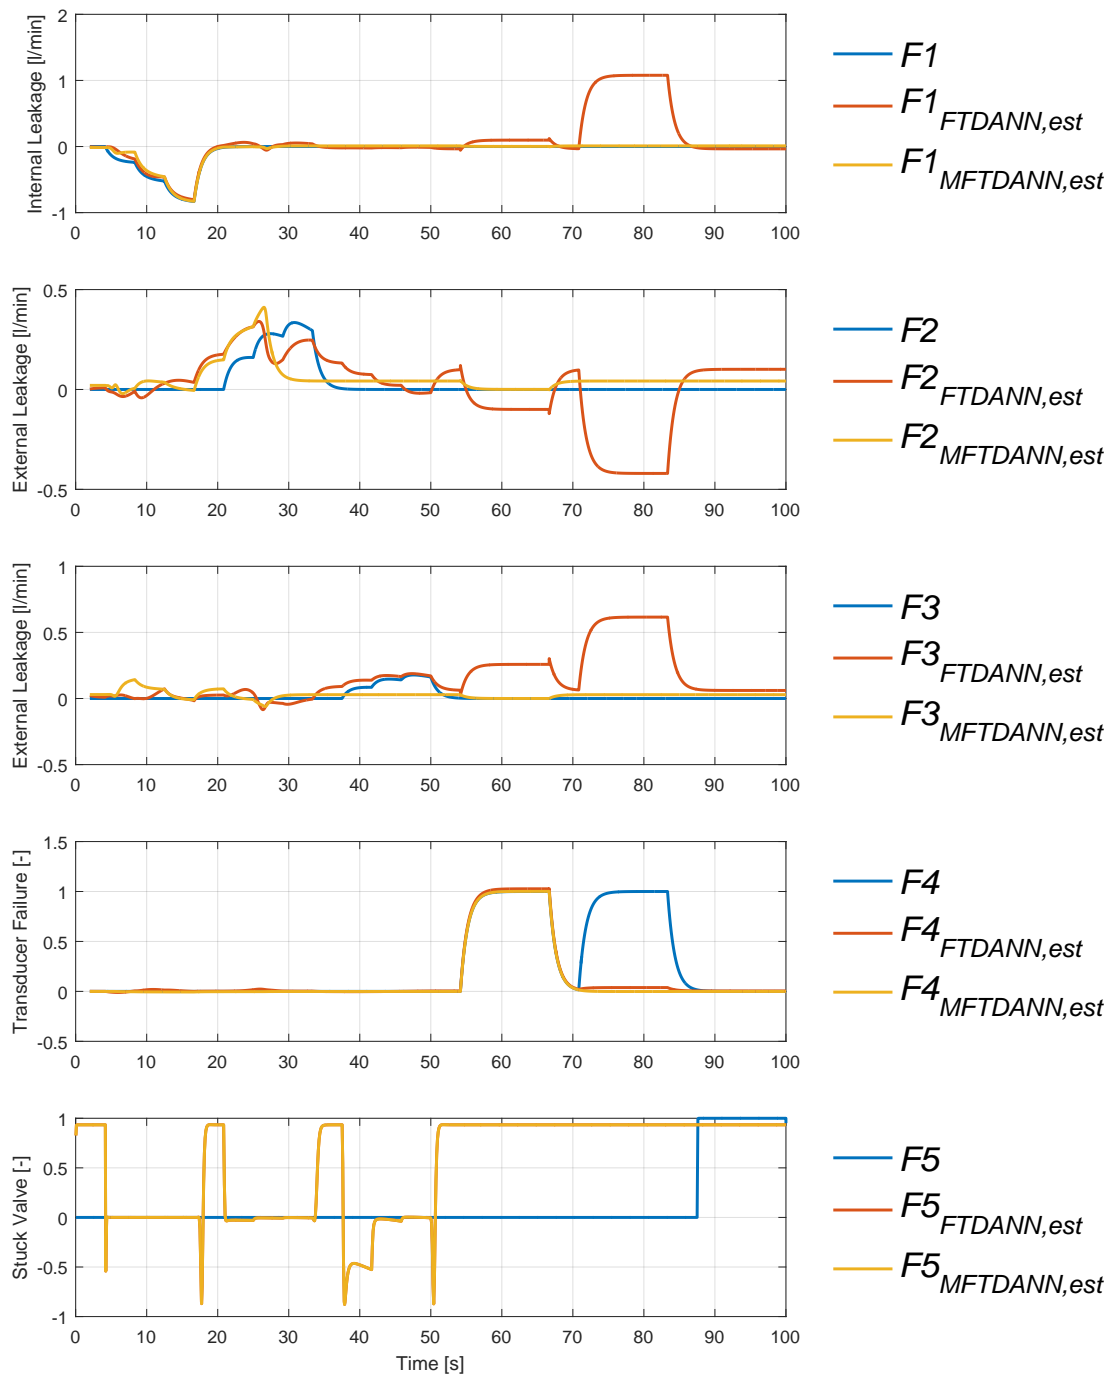 2
1
0
-1
Internal Leakage [l/min]
0 10 20 30 40 50 60 70 80 90 100
F1
F1FTDANN,est
F1MFTDANN,est
0.5
0
-0.5
External Leakage [l/min]
0 10 20 30 40 50 60 70 80 90 100
F2
F2FTDANN,est
F2MFTDANN,est
1
0.5
0
-0.5
External Leakage [l/min]
0 10 20 30 40 50 60 70 80 90 100
F3
F3FTDANN,est
F3MFTDANN,est
1.5
1
0.5
0
-0.5
Transducer Failure [-]
0 10 20 30 40 50 60 70 80 90 100
F4
F4FTDANN,est
F4MFTDANN,est
1
0.5
0
-0.5
-1
Stuck Valve [-]
0 10 20 30 40 50 60 70 80 90 100
Time [s]
F5
F5FTDANN,est
F5MFTDANN,est